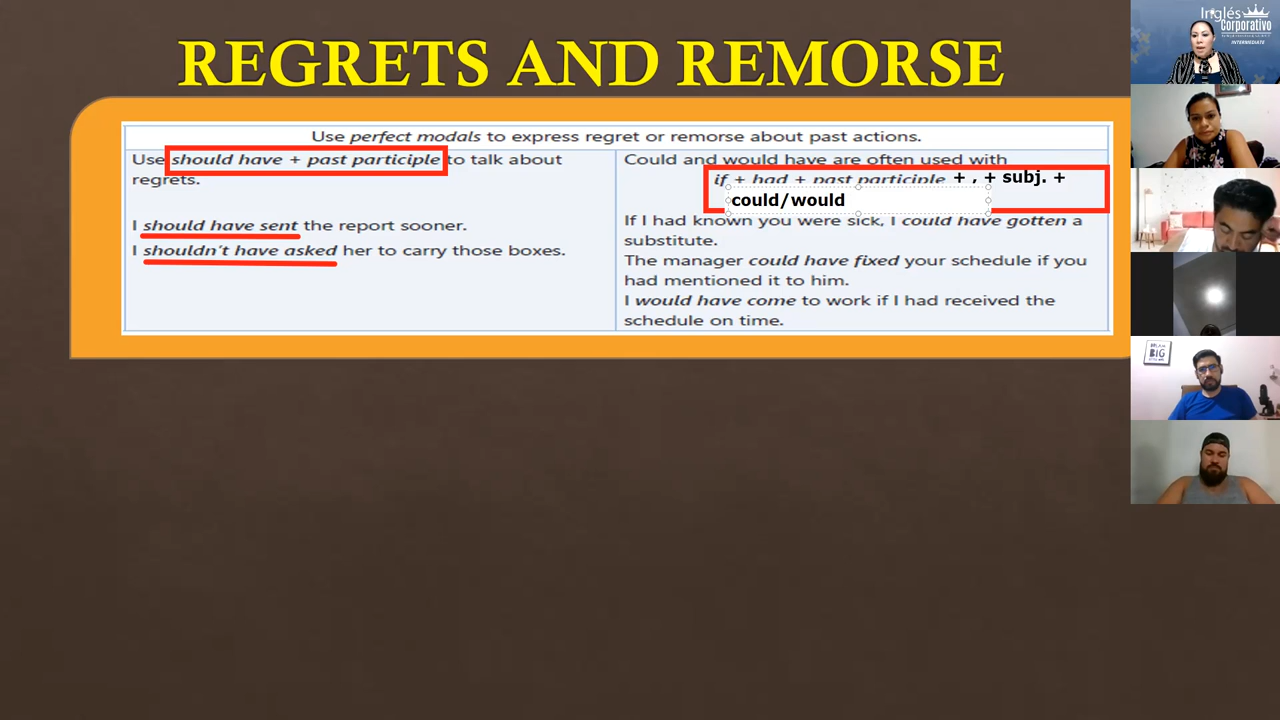 REGRETS AND REMORSE
Use perfect modals to express regret or remorse about past actions.
Use should have + past participle to talk about
regrets.
I should have sent the report sooner.
I shouldn't have asked her to carry those boxes.
Could and would have are often used with
if + had + past participle + , + subj. +
could/would
If I had known you were sick, I could have gotten a
substitute.
The manager could have fixed your schedule if you
had mentioned it to him.
I would have come to work if I had received the
schedule on time.
Inglés
Corporativo
INTERMEDIATE
DREAM
BIG